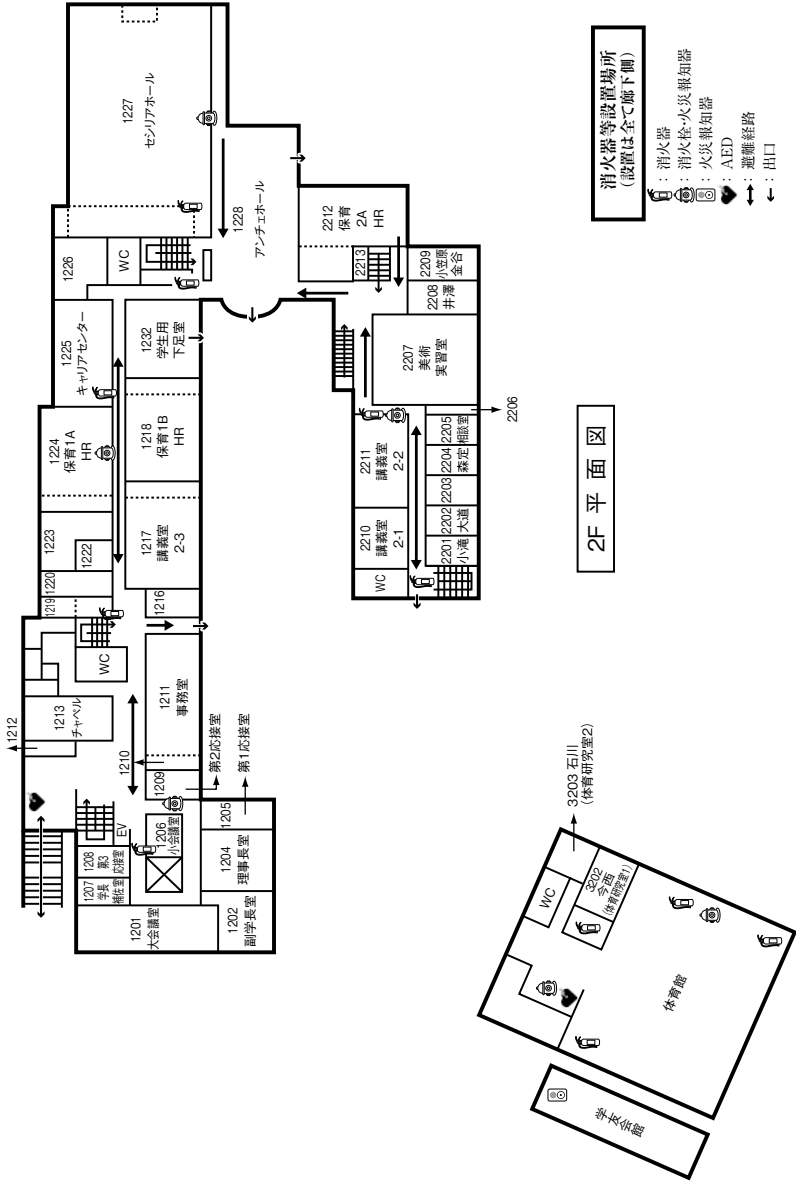 1227
セシリアホール
1228
アンチェホール
2212
保育
2A
HR
2213
2209
小笠原
金谷
2208
井澤
2207
美術
実習室
1226
WC
1225
キャリアセンター
1232
学生用
下足室
1224
保育1A
HR
1218
保育1B
HR
1223
1222
1220
1219
1217
講義室
2-3
1216
WC
1211
事務室
1212
1213
チャペル
1210
1209
第2応接室
第1応接室
EV
1206
小会議室
1205
1204
理事長室
1208
第3
応接室
1207
学長
補佐室
1201
大会議室
1202
副学長室
2206
2211
講義室
2-2
2210
講義室
2-1
WC
2205
相談室
2204
森定
2203
2202
大道
2201
小滝
消火器等設置場所
(設置は全て廊下側)
:消火器
:消火栓・火災報知器
:火災報知器
:AED
:避難経路
:出口
2F 平 面 図
3203 石川
(体育研究室2)
3202
今西
(体育研究室1)
WC
体育館
学友会館